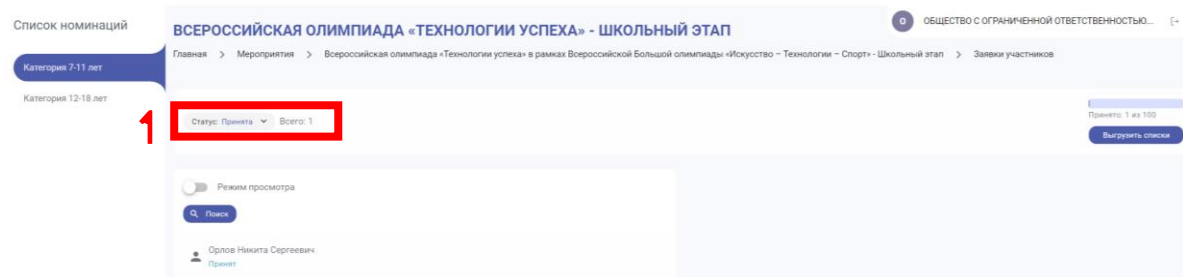 Список номинаций
Категория 7-11 лет
Категория 12-18 лет
ВСЕРОССИЙСКАЯ ОЛИМПИАДА «ТЕХНОЛОГИИ УСПЕХА» - ШКОЛЬНЫЙ ЭТАП
О ОБЩЕСТВО С ОГРАНИЧЕННОЙ ОТВЕТСТВЕННОСТЬЮ...
Главная > Мероприятия > Всероссийская олимпиада «Технологии успеха» в рамках Всероссийской Большой олимпиады «Искусство – Технологии – Спорт» - Школьный этап > Заявки участников
1
Статус: Принята Всего: 1
Принято: 1 из 100
Выгрузить списки
Режим просмотра
Поиск
Орлов Никита Сергеевич
Принят